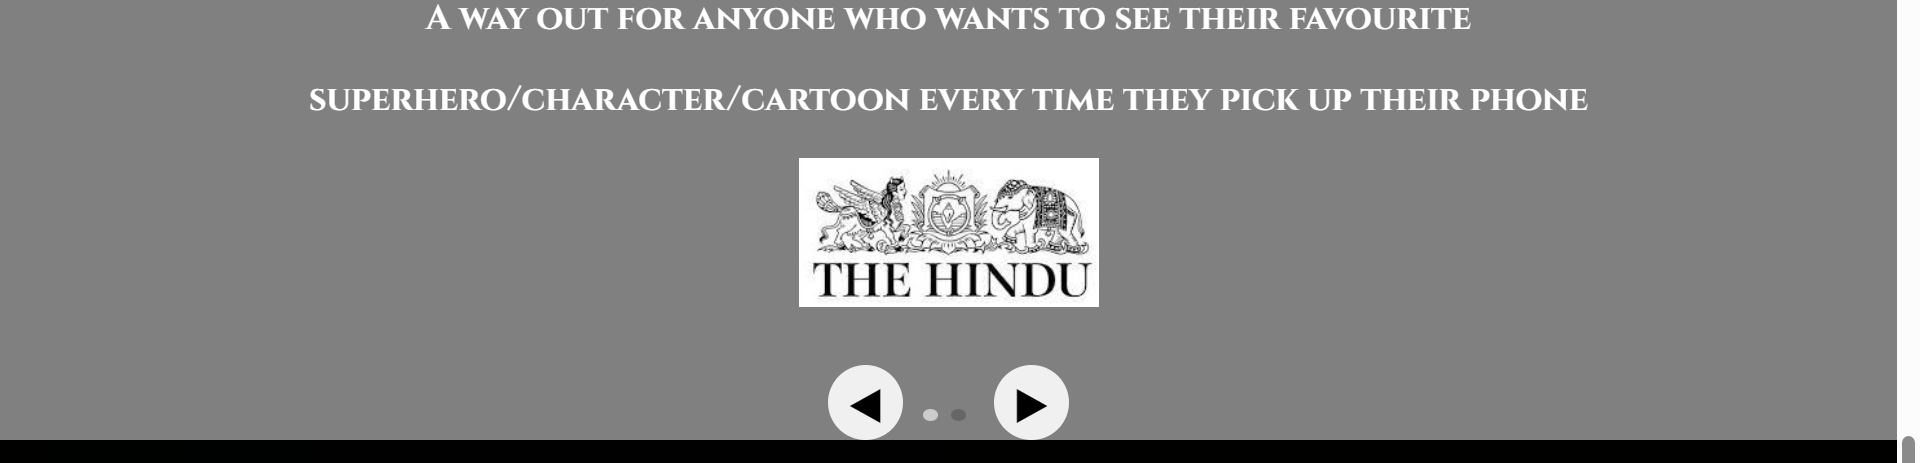 A WAY OUT FOR ANYONE WHO WANTS TO SEE THEIR FAVOURITE
SUPERHERO/CHARACTER/CARTOON EVERY TIME THEY PICK UP THEIR PHONE
THE HINDU